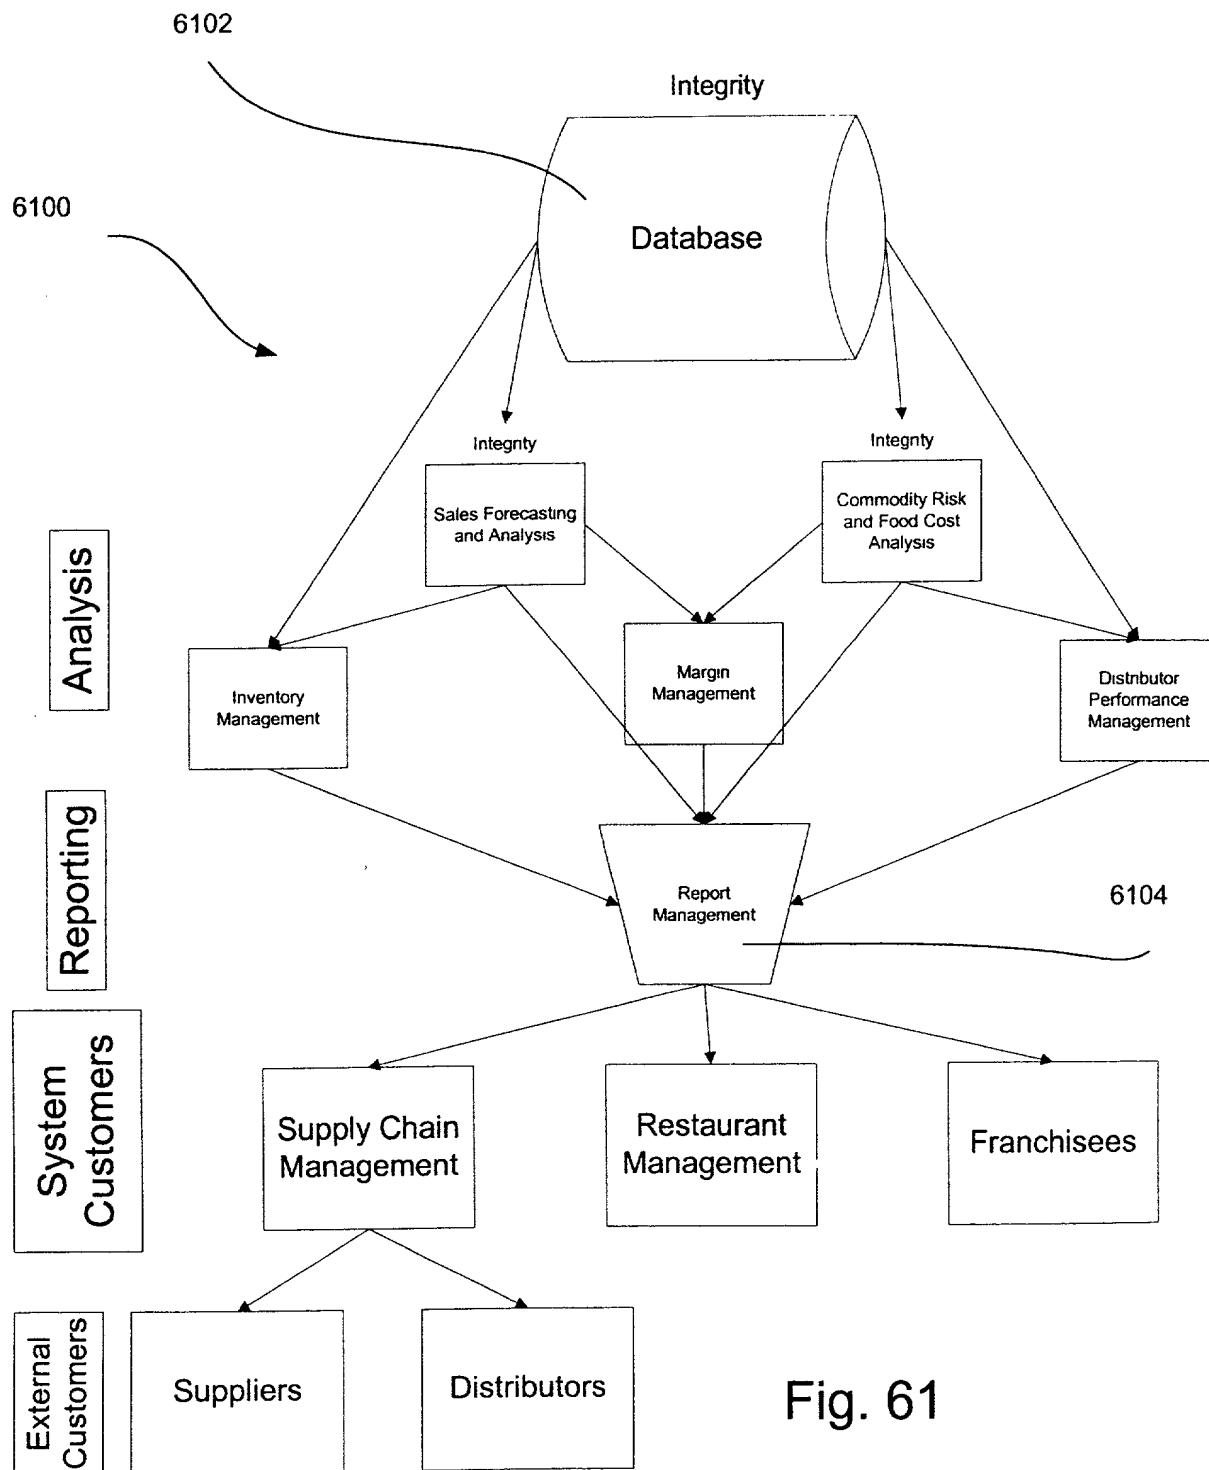 6102
Integrity
6100
Database
Integrity
Integrity
Sales Forecasting
and Analysis
Commodity Risk
and Food Cost
Analysis
Analysis
Inventory
Management
Margin
Management
Distributor
Performance
Management
Reporting
Report
Management
6104
System
Customers
Supply Chain
Management
Restaurant
Management
Franchisees
External
Customers
Suppliers
Distributors
Fig. 61